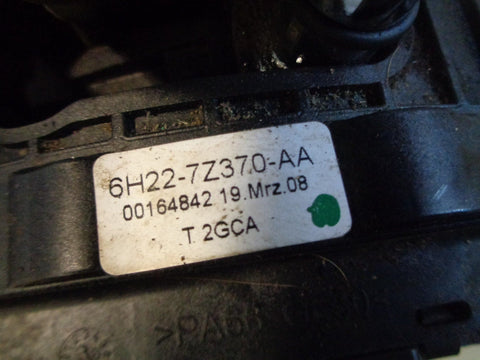 6H22-7Z370-AA
00164842 19.Mrz.08
T 2GCA
>PA66